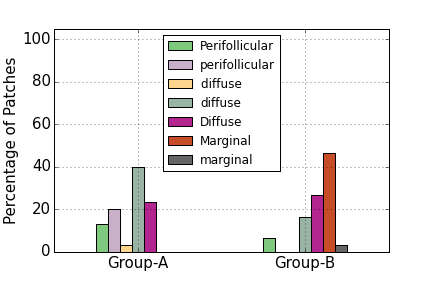 100
80
60
40
20
0
Percentage of Patches
Perifollicular
perifollicular
diffuse
diffuse
Diffuse
Marginal
marginal
Group-A
Group-B